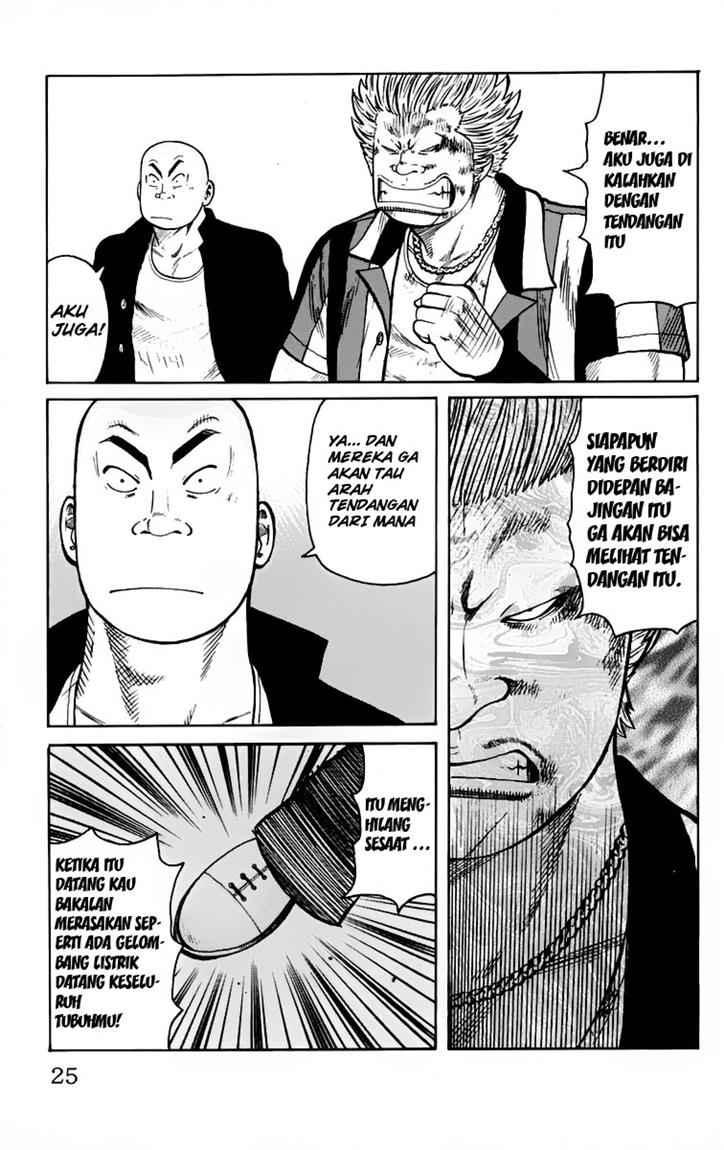 BENAR...
AKU JUGA DI
KALAHKAN
DENGAN
TENDANGAN
ITU
AKU
JUGA!
SIAPAPUN
YANG BERDIRI
DIDEPAN BA-
JINGAN ITU
GA AKAN BISA
MELIHAT TEN-
DANGAN ITU.
YA... DAN
MEREKA GA
AKAN TAU
ARAH
TENDANGAN
DARI MANA
ITU MENG-
HILANG
SESAAT ...
KETIKA ITU
DATANG KAU
BAKALAN
MERASAKAN SEP-
ERTI ADA GELOM-
BANG LISTRIK
DATANG KESELU-
RUH
TUBUHMU!
25